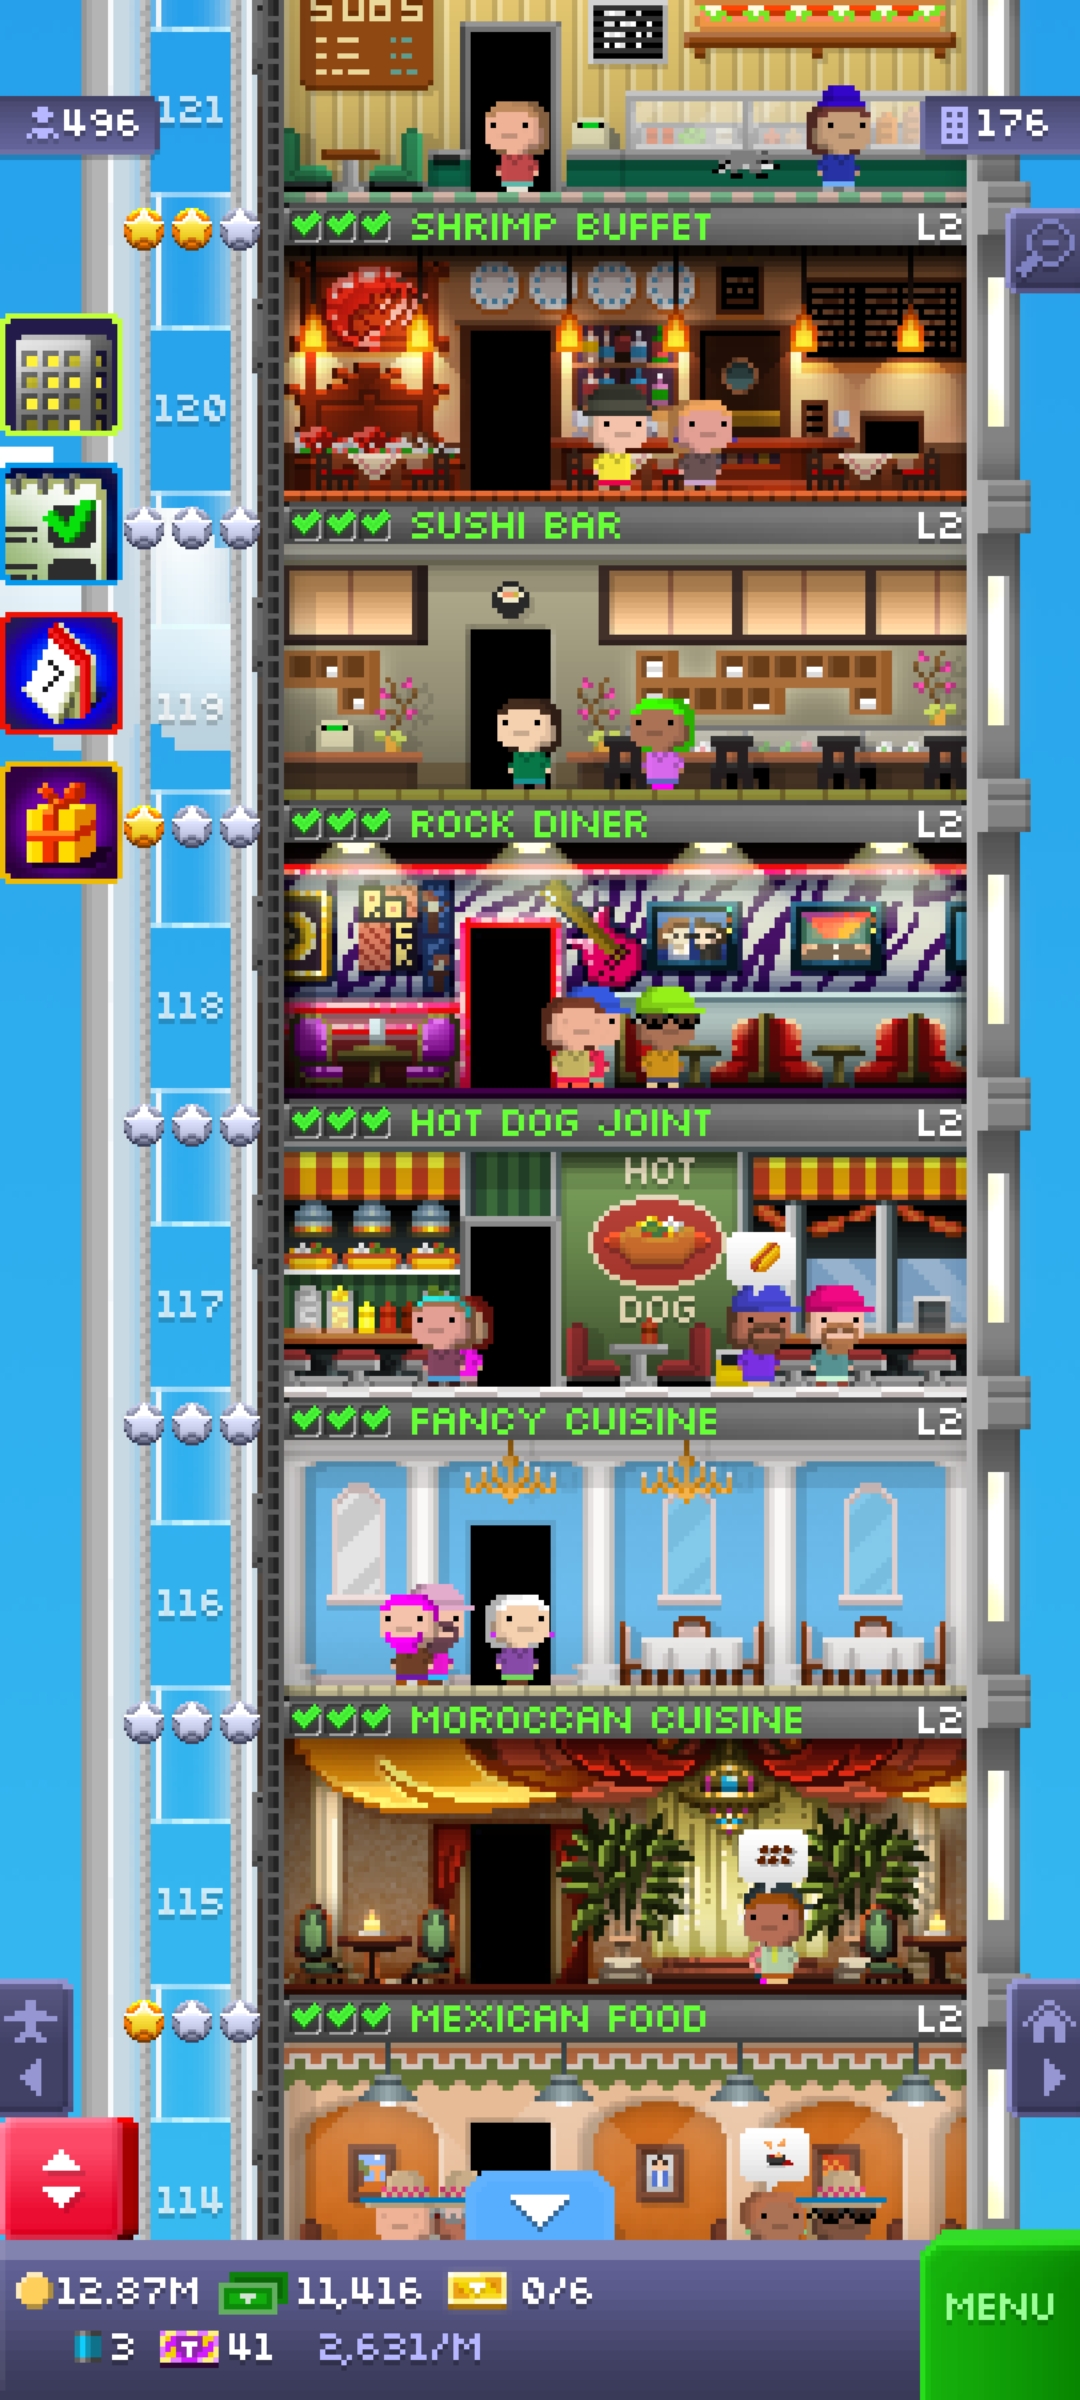 SUBS
121
496
176
SHRIMP BUFFET L2
120
SUSHI BAR L2
119
ROCK DINER L2
ROCK
118
HOT DOG JOINT L2
HOT
DOG
117
FANCY CUISINE L2
116
MOROCCAN CUISINE L2
115
MEXICAN FOOD L2
114
12.87M 11,416 0/6
3 T 41 2,631/M
MENU